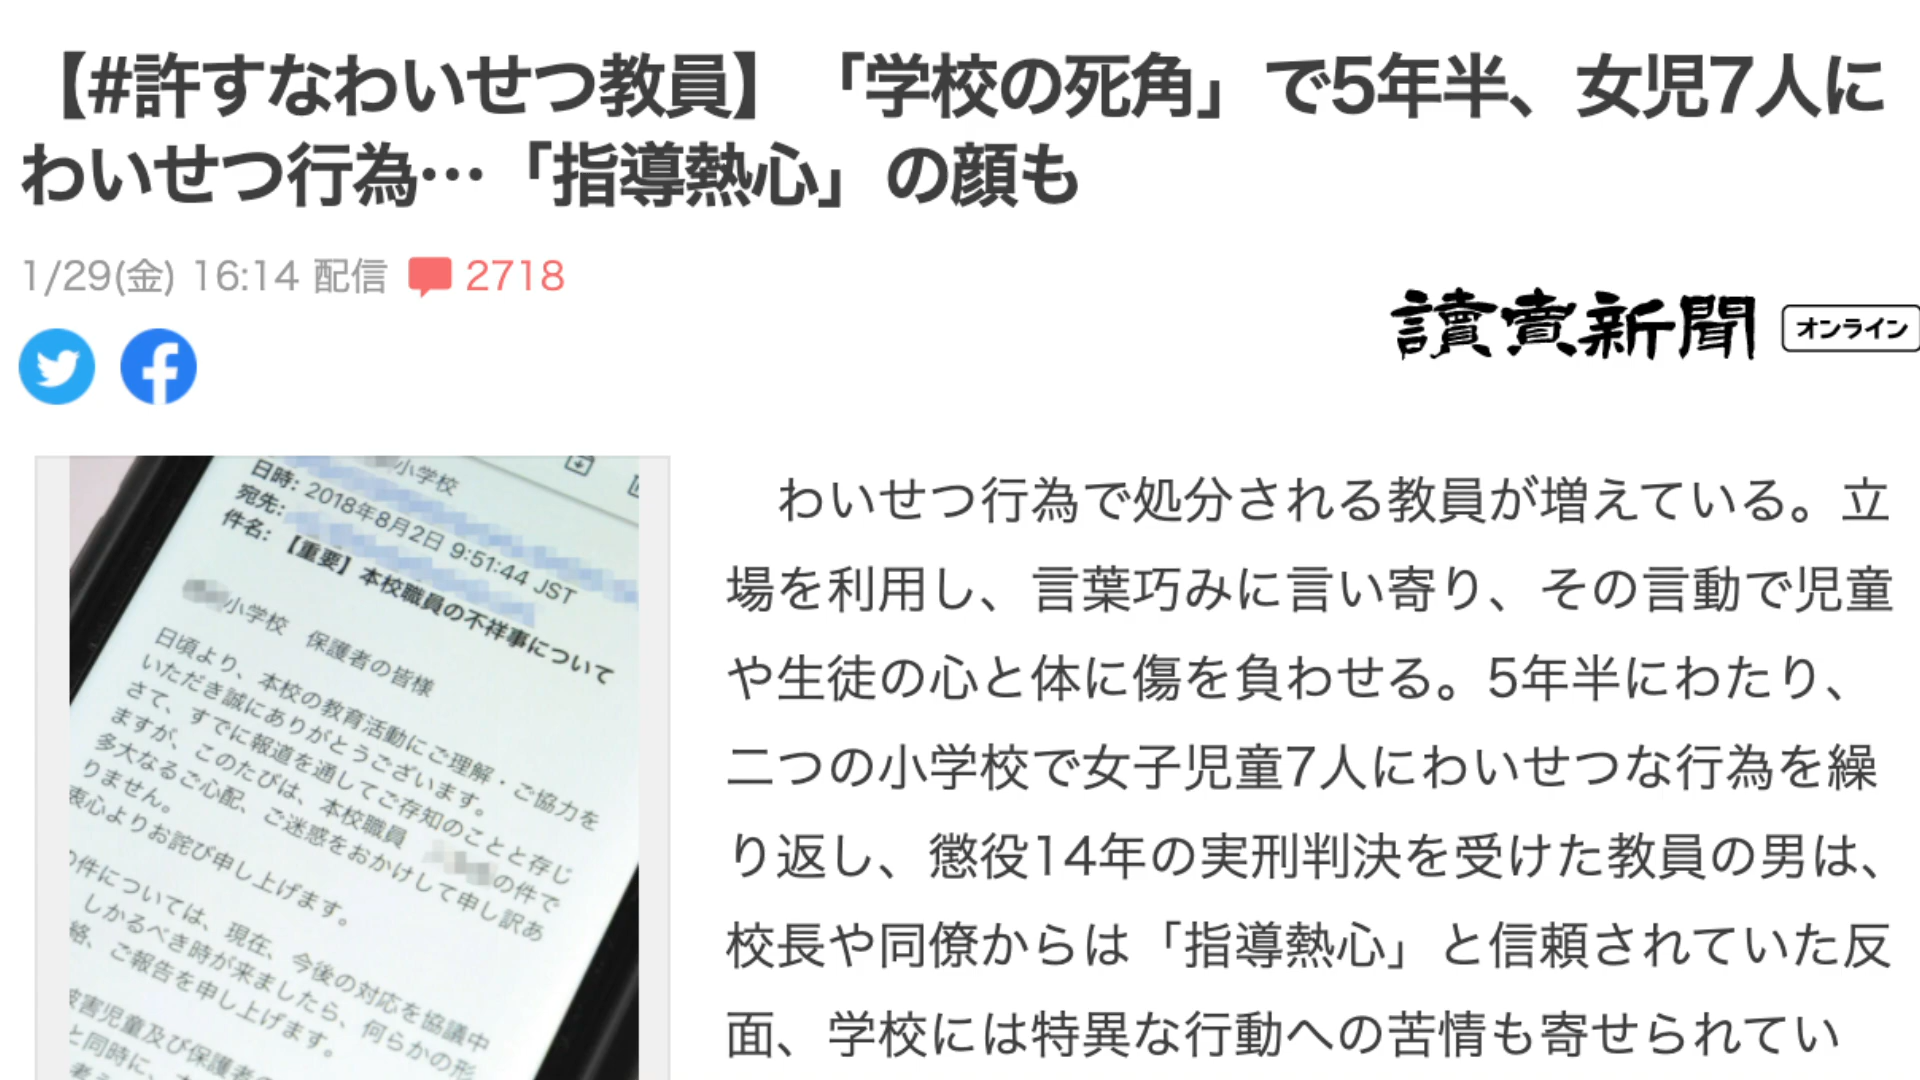 【#許すなわいせつ教員】「学校の死角」で5年半、女児7人に
わいせつ行為…「指導熱心」の顔も
1/29(金) 16:14 配信 2718
讀賣新聞 オンライン
小学校
日時: 2018年8月2日 9:51:44 JST
宛先:
件名: 【重要】本校職員の不祥事について
小学校 保護者の皆様
日頃より、本校の教育活動にご理解・ご協力を
いただき誠にありがとうございます。
さて、すでに報道を通してご存知のことと存じ
ますが、このたびは、本校職員 の件で
多大なるご心配、ご迷惑をおかけして申し訳あ
りません。
衷心よりお詫び申し上げます。
の件については、現在、今後の対応を協議中
しかるべき時が来ましたら、何らかの形
絡、ご報告を申し上げます。
被害児童及び保護者の
と同時に、
わいせつ行為で処分される教員が増えている。立
場を利用し、言葉巧みに言い寄り、その言動で児童
や生徒の心と体に傷を負わせる。5年半にわたり、
二つの小学校で女子児童7人にわいせつな行為を繰
り返し、懲役14年の実刑判決を受けた教員の男は、
校長や同僚からは「指導熱心」と信頼されていた反
面、学校には特異な行動への苦情も寄せられてい